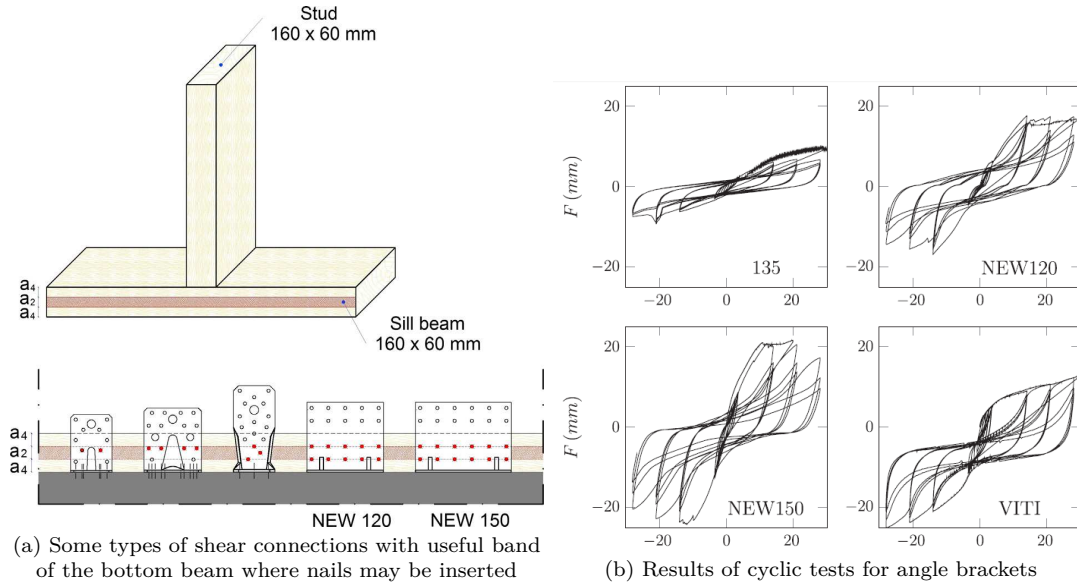 Stud
160 x 60 mm
a₄
a₂
a₄
Sill beam
160 x 60 mm
a₄
a₂
a₄
NEW 120 NEW 150
(a) Some types of shear connections with useful band
of the bottom beam where nails may be inserted
F (mm)
20
0
−20
−20 0 20
135
20
0
−20
−20 0 20
NEW120
F (mm)
20
0
−20
−20 0 20
NEW150
20
0
−20
−20 0 20
VITI
(b) Results of cyclic tests for angle brackets